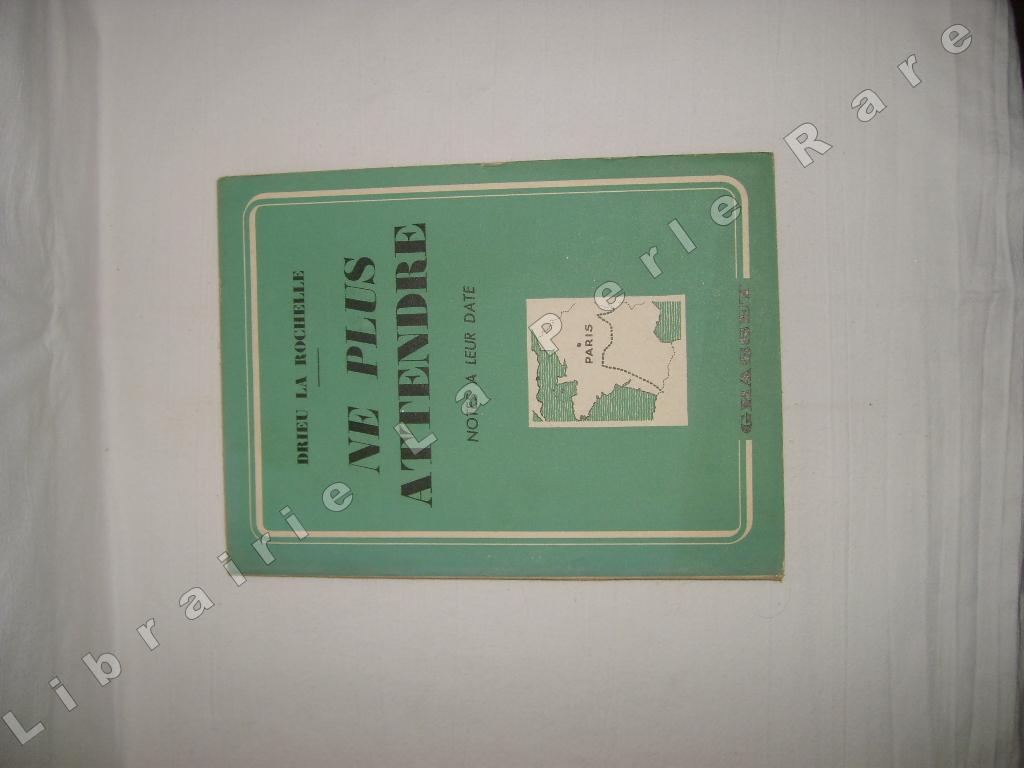 DRIEU LA ROCHELLE
NE PLUS
ATTENDRE
NOTES A LEUR DATE
PARIS
GRASSET
Librairie La Perle Rare